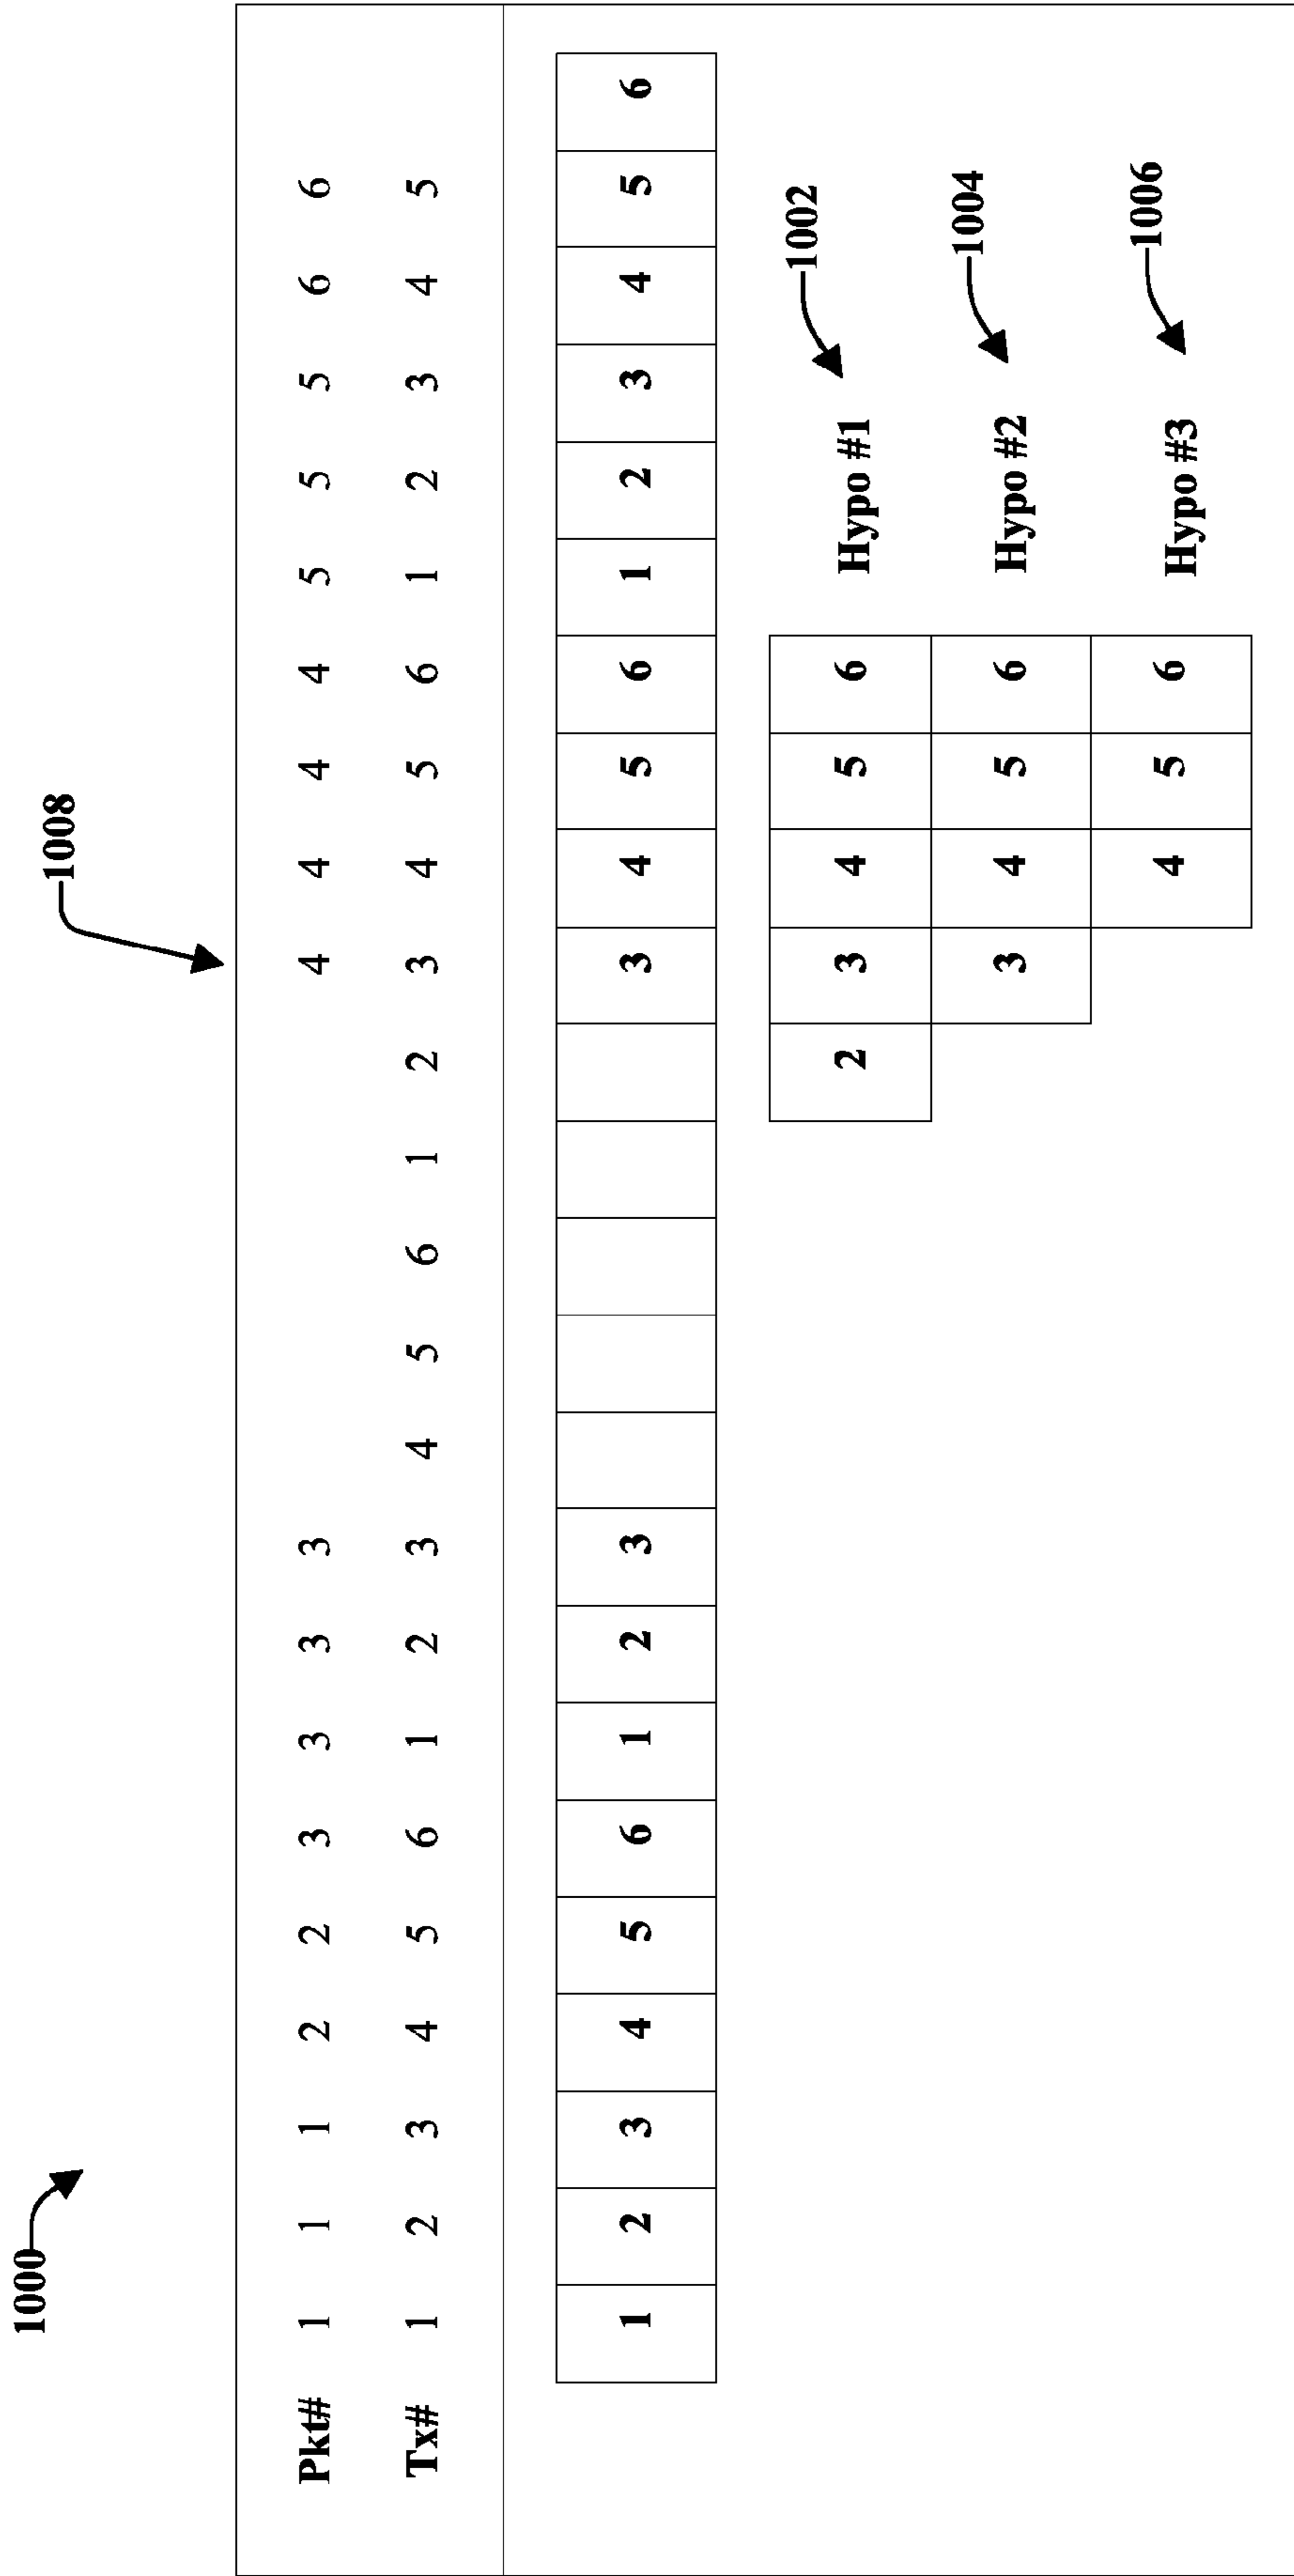 1000
1008
Pkt# 1 1 1 2 2 3 3 3 3 4 4 4 4 5 5 5 6 6
Tx# 1 2 3 4 5 6 1 2 3 4 5 6 1 2 3 4 5 6 1 2 3 4 5
1 2 3 4 5 6 1 2 3 3 4 5 6 1 2 3 4 5 6
1002
2 3 4 5 6 Hypo #1
1004
3 4 5 6 Hypo #2
1006
4 5 6 Hypo #3